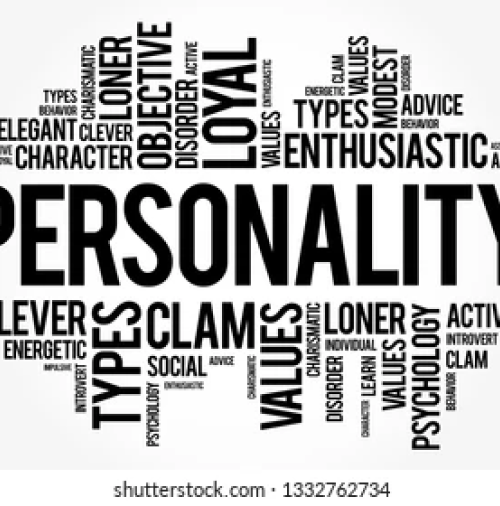 TYPES
BEHAVIOR
CHARISMATIC
LONER
OBJECTIVE
ACTIVE
DISORDER
LOYAL
ENTHUSIASTIC
VALUES
ENERGETIC
CLAM
VALUES
MODEST
DISORDER
TYPES
ADVICE
BEHAVIOR
ELEGANT
CLEVER
CHARACTER
ENTHUSIASTIC
PERSONALITY
LEVER
ENERGETIC
IMPULSIVE
INTROVERT
TYPES
CLAM
SOCIAL
ADVICE
ENTHUSIASTIC
PSYCHOLOGY
CHARISMATIC
VALUES
CHARISMATIC
LONER
INDIVIDUAL
DISORDER
CHARACTER
LEARN
VALUES
PSYCHOLOGY
ACTIV
INTROVERT
CLAM
BEHAVIOR
shutterstock.com · 1332762734